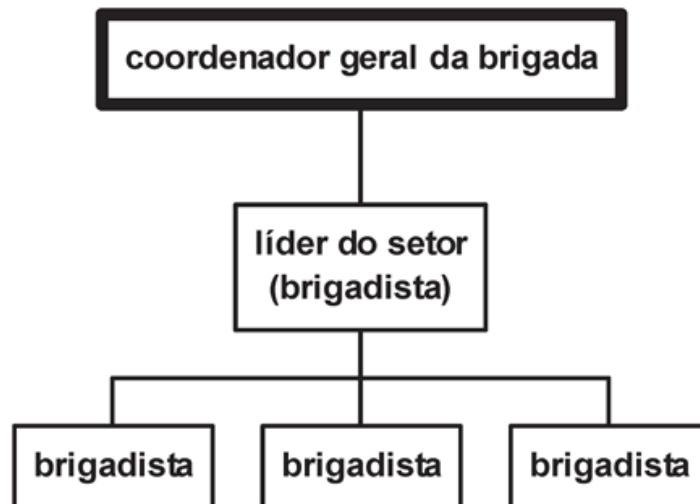 coordenador geral da brigada
líder do setor
(brigadista)
brigadista
brigadista
brigadista